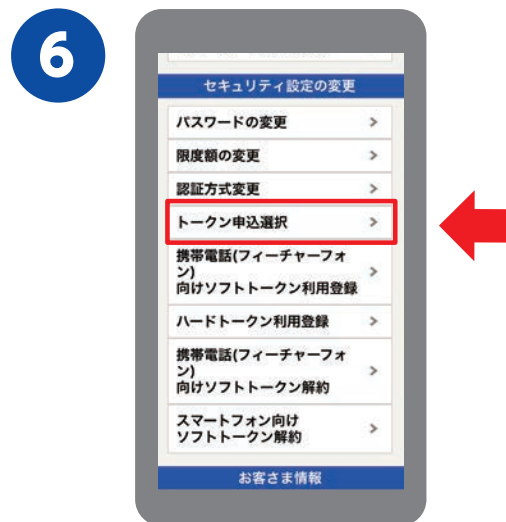 6
セキュリティ設定の変更
パスワードの変更 >
限度額の変更 >
認証方式変更 >
トークン申込選択 >
携帯電話(フィーチャーフォ
ン) >
向けソフトトークン利用登録
ハードトークン利用登録 >
携帯電話(フィーチャーフォ
ン) >
向けソフトトークン解約
スマートフォン向け
ソフトトークン解約 >
お客さま情報